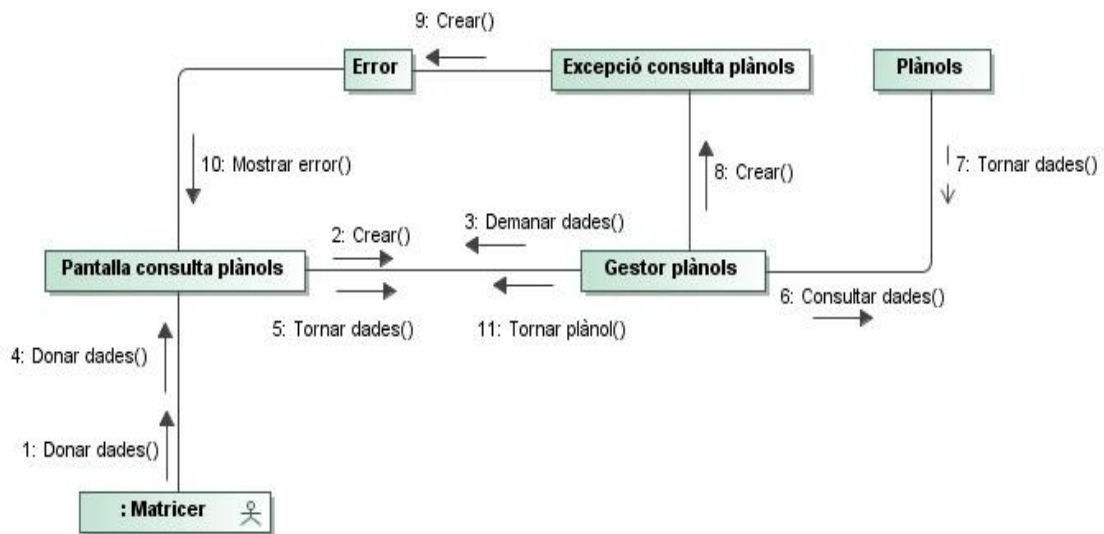 9: Crear()
Error
Excepció consulta plànols
Plànols
10: Mostrar error()
8: Crear()
7: Tornar dades()
2: Crear()
3: Demanar dades()
Pantalla consulta plànols
Gestor plànols
5: Tornar dades()
11: Tornar plànol()
6: Consultar dades()
4: Donar dades()
1: Donar dades()
: Matricer